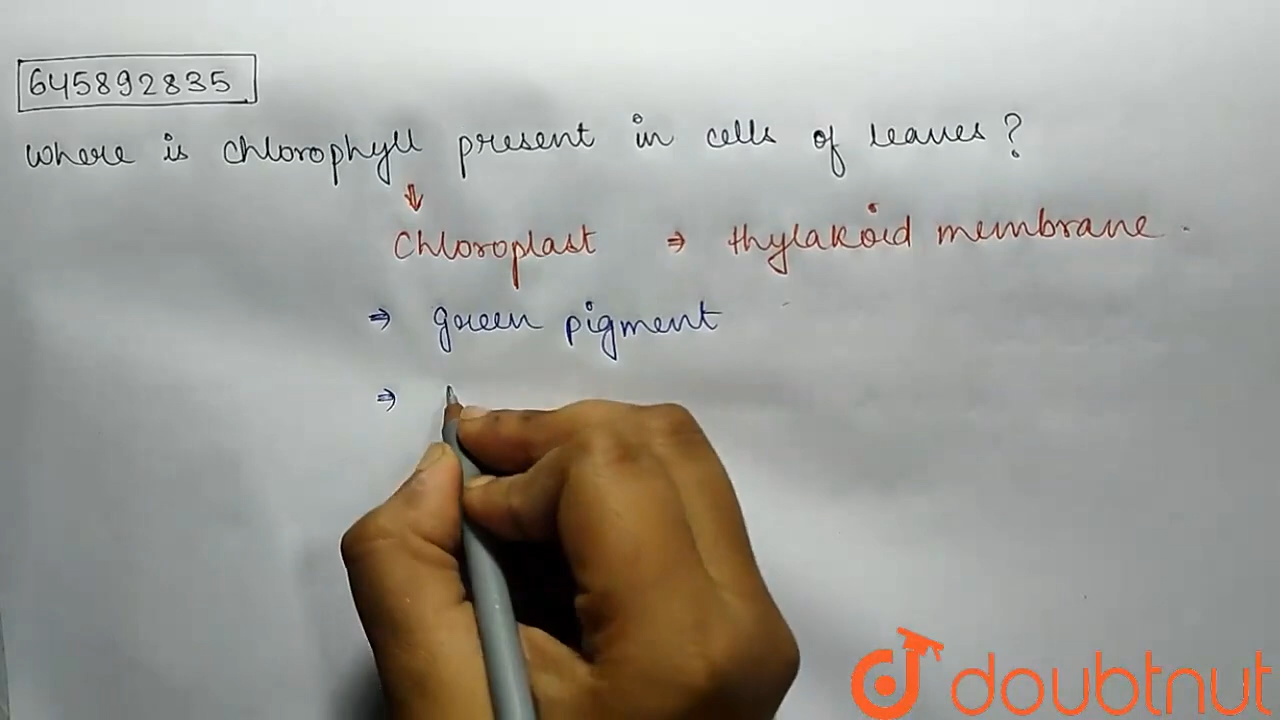 645892835
Where is chlorophyll present in cells of leaves?
⇓
Chloroplast ⇒ thylakoid membrane.
⇒ green pigment
⇒
doubtnut